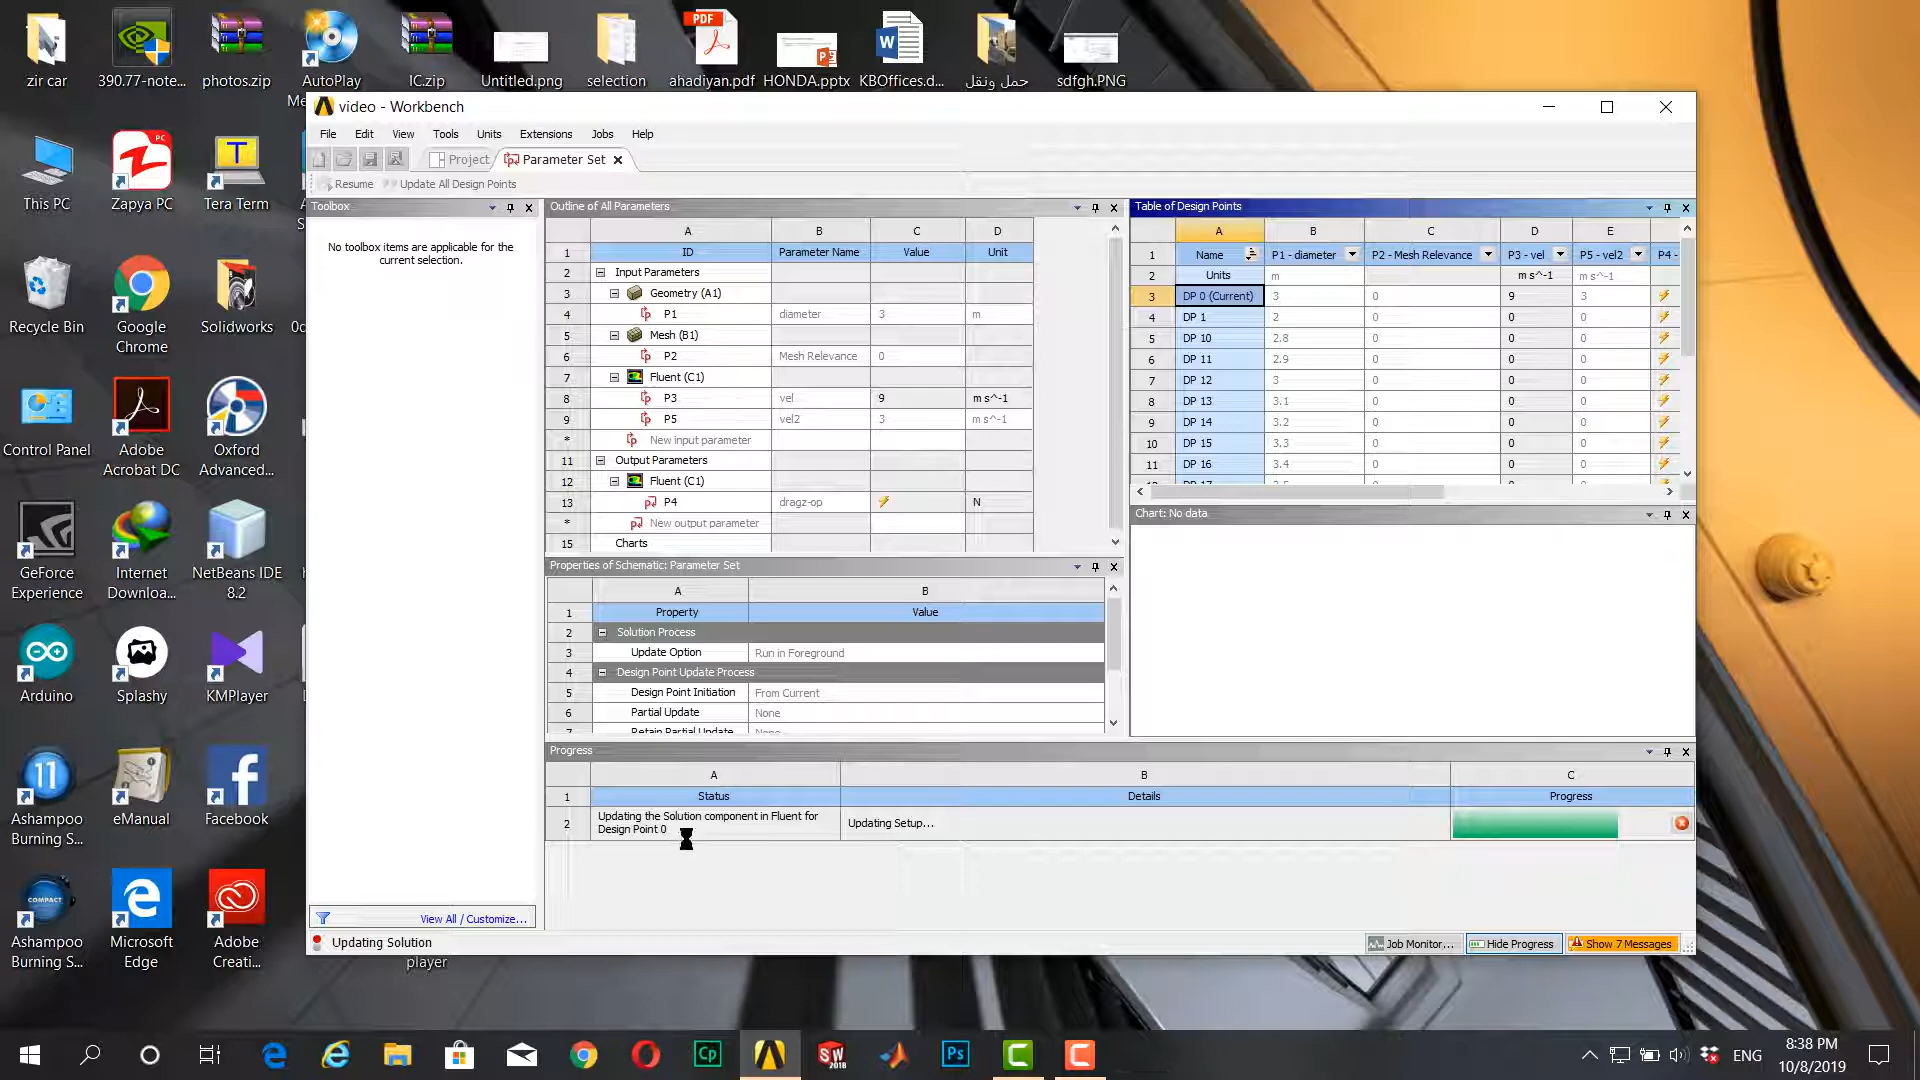 zir car
390.77-note...
photos.zip
AutoPlay
Me
!C.zip
Untitled.png
selection
ahadiyan.pdf
HONDA.pptx
KBOffices.d...
حمل ونقل
sdfgh.PNG
This PC
Zapya PC
Tera Term
Recycle Bin
Google
Chrome
Solidworks
Control Panel
Adobe
Acrobat DC
Oxford
Advanced...
GeForce
Experience
Internet
Downloa...
NetBeans IDE
8.2
Arduino
Splashy
KMPlayer
Ashampoo
Burning S...
eManual
Facebook
Ashampoo
Burning S...
Microsoft
Edge
Adobe
Creati...
player
video - Workbench
File Edit View Tools Units Extensions Jobs Help
Project Parameter Set
Resume Update All Design Points
Toolbox
No toolbox items are applicable for the
current selection.
View All / Customize...
Outline of All Parameters
A B C D
1 ID Parameter Name Value Unit
2 Input Parameters
3 Geometry (A1)
4 P1 diameter 3 m
5 Mesh (B1)
6 P2 Mesh Relevance 0
7 Fluent (C1)
8 P3 vel 9 m s^-1
9 P5 vel2 3 m s^-1
* New input parameter
11 Output Parameters
12 Fluent (C1)
13 P4 dragz-op N
* New output parameter
15 Charts
Properties of Schematic: Parameter Set
A B
1 Property Value
2 Solution Process
3 Update Option Run in Foreground
4 Design Point Update Process
5 Design Point Initiation From Current
6 Partial Update None
7 Retain Partial Update None
Table of Design Points
A B C D E
1 Name P1 - diameter P2 - Mesh Relevance P3 - vel P5 - vel2 P4 -
2 Units m m s^-1 m s^-1
3 DP 0 (Current) 3 0 9 3
4 DP 1 2 0 0 0
5 DP 10 2.8 0 0 0
6 DP 11 2.9 0 0 0
7 DP 12 3 0 0 0
8 DP 13 3.1 0 0 0
9 DP 14 3.2 0 0 0
10 DP 15 3.3 0 0 0
11 DP 16 3.4 0 0 0
Chart: No data
Progress
A B C
1 Status Details Progress
2 Updating the Solution component in Fluent for
Design Point 0
Updating Setup...
Updating Solution
Job Monitor... Hide Progress Show 7 Messages
ENG
8:38 PM
10/8/2019